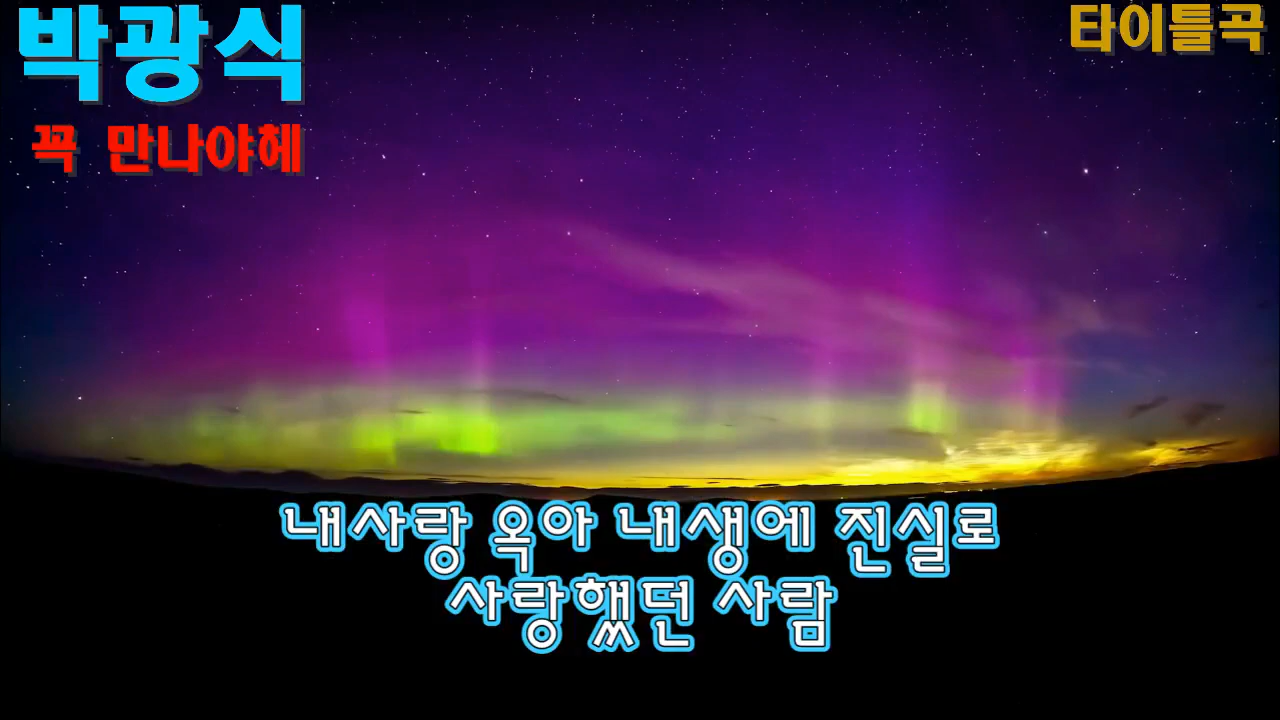 박광식
타이틀곡
꼭 만나야헤
내사랑 옥아 내생에 진실로
사랑했던 사람